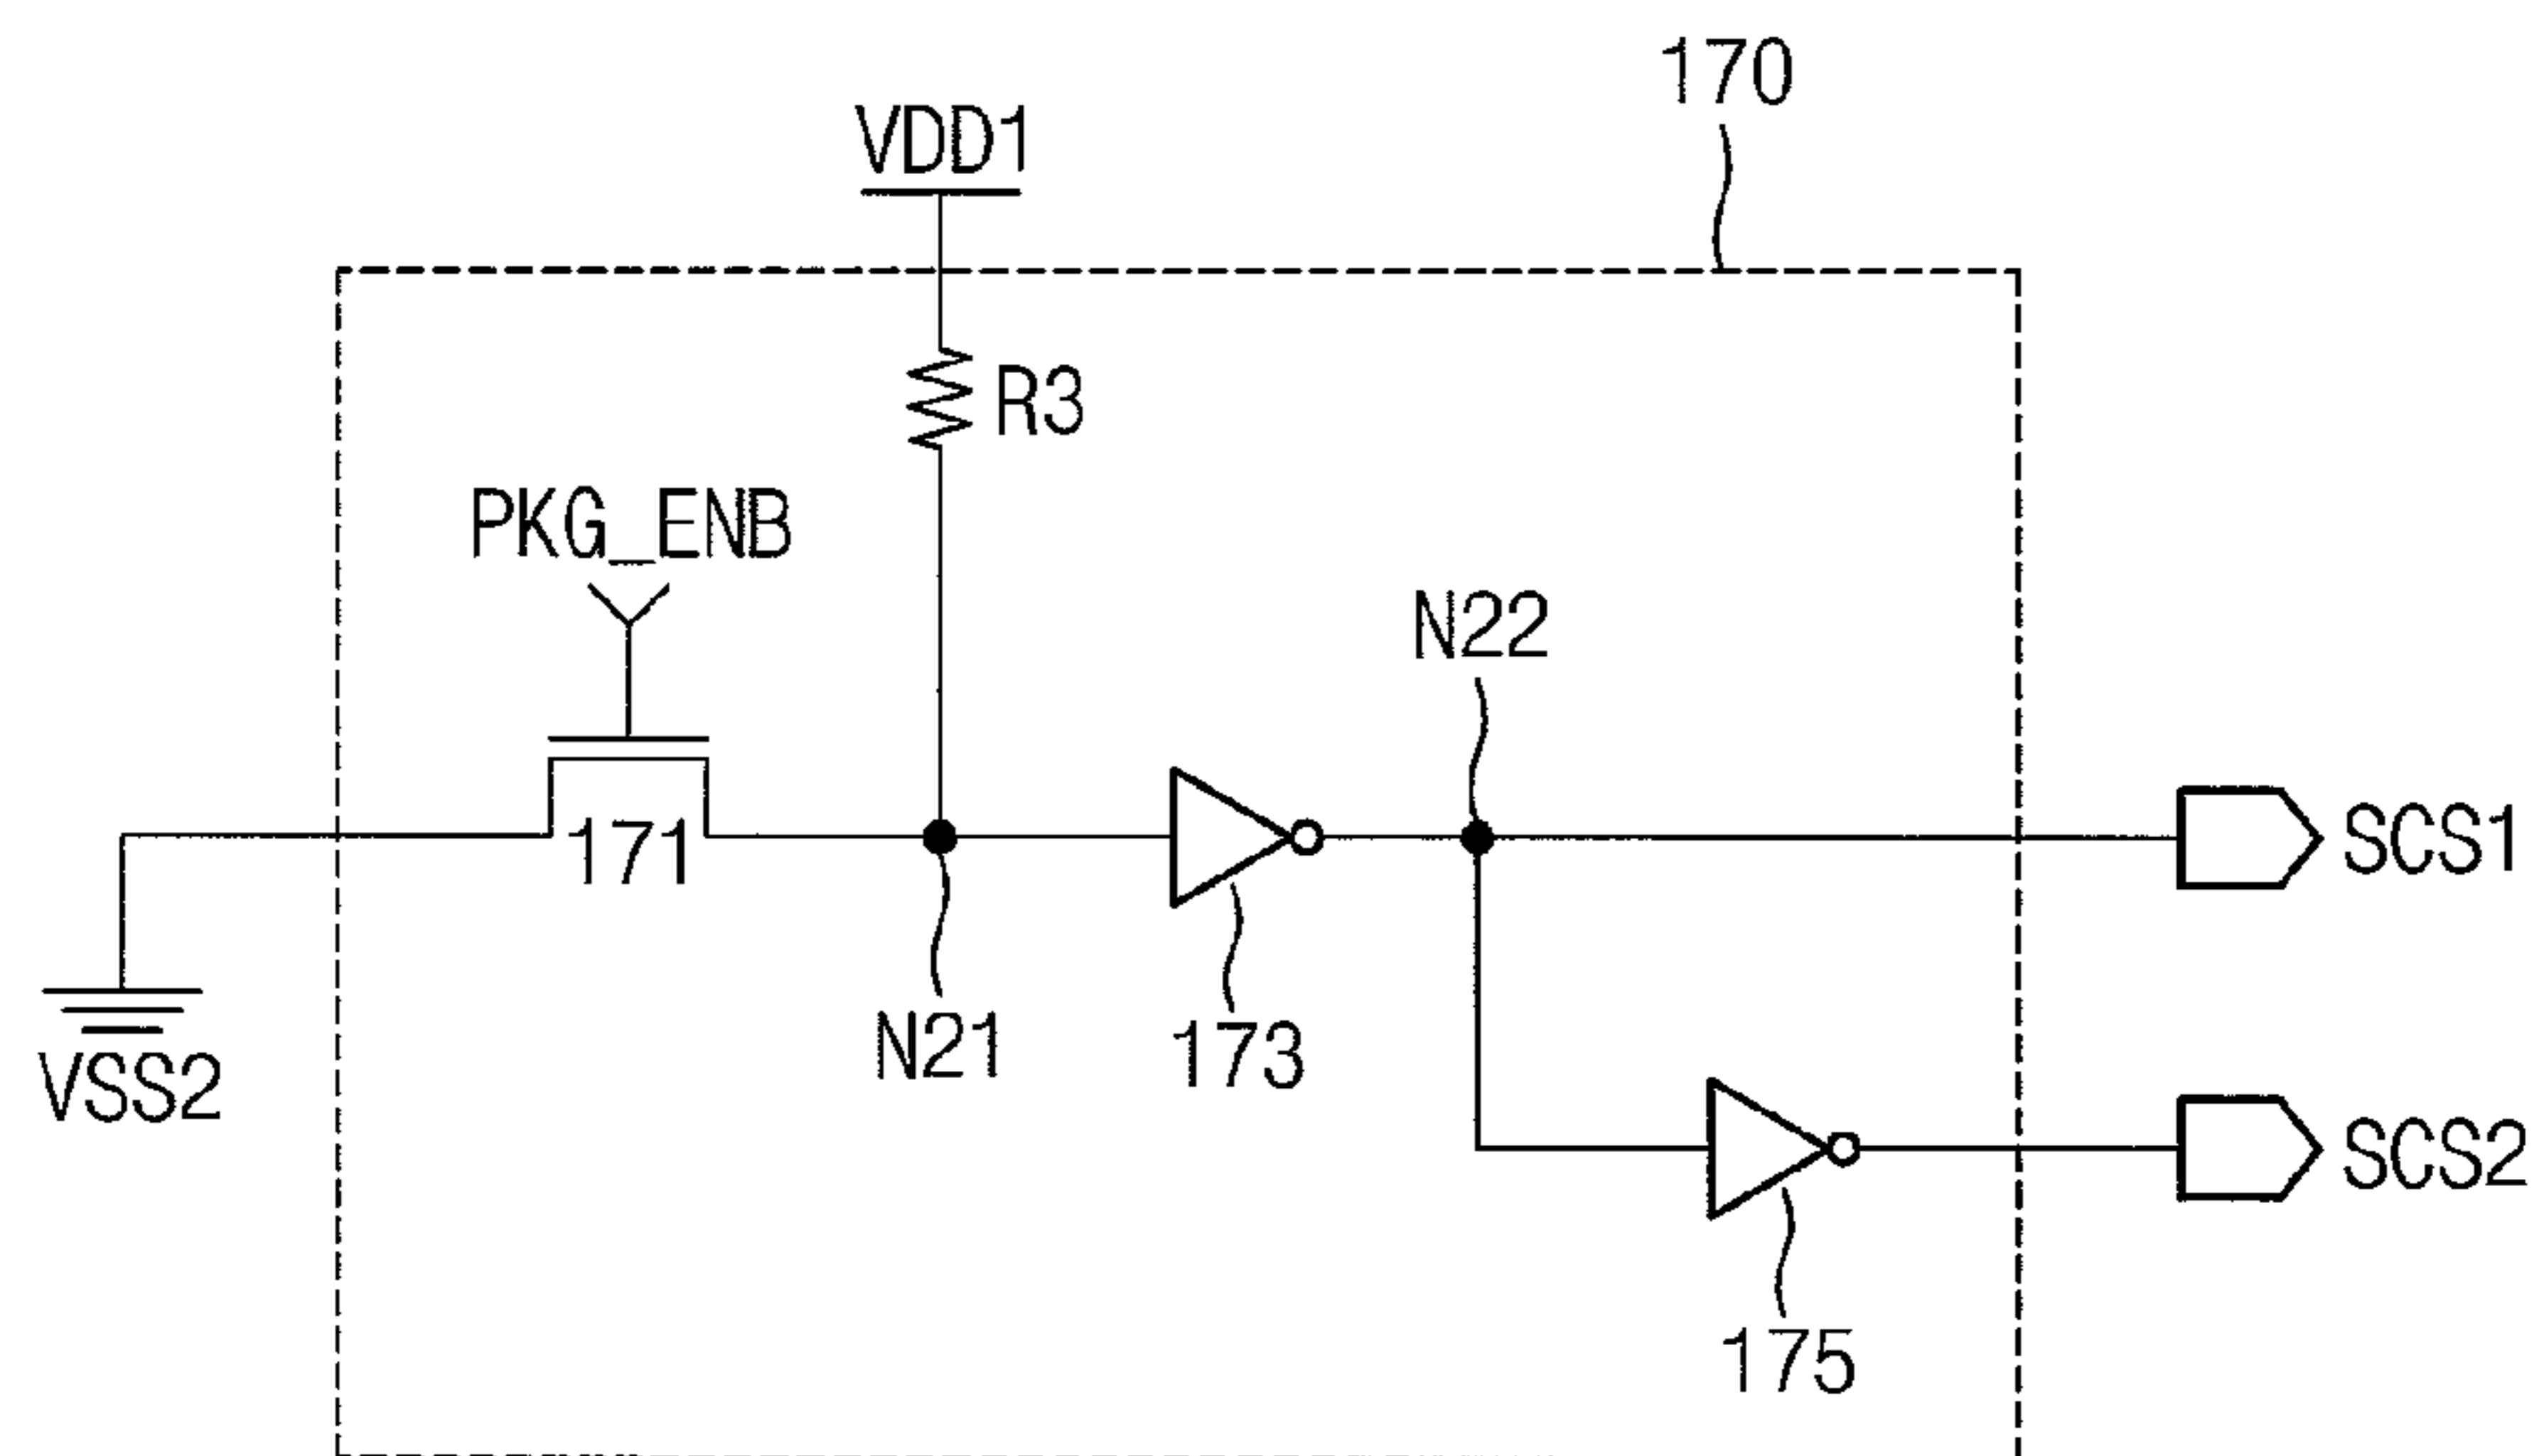 170
VDD1
R3
PKG_ENB
N22
171
SCS1
N21
173
VSS2
SCS2
175